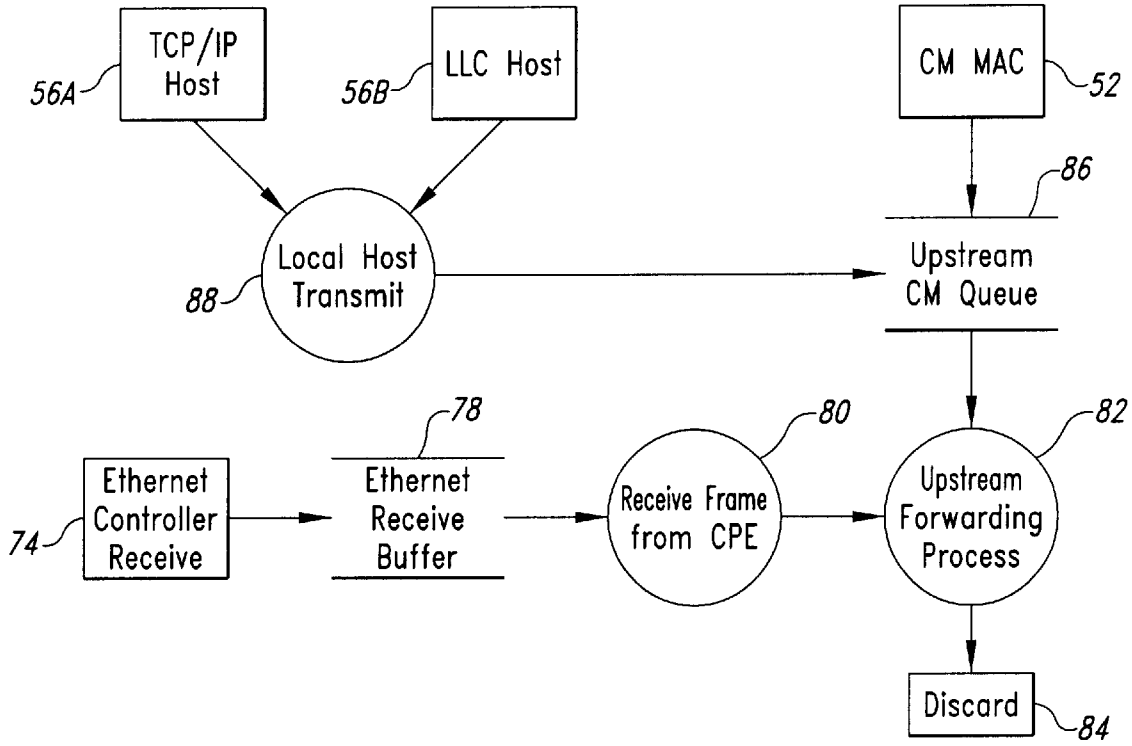 TCP/IP
Host
56A
LLC Host
56B
CM MAC
52
86
Local Host
Transmit
88
Upstream
CM Queue
78
80
82
Ethernet
Controller
Receive
74
Ethernet
Receive
Buffer
Receive Frame
from CPE
Upstream
Forwarding
Process
Discard
84